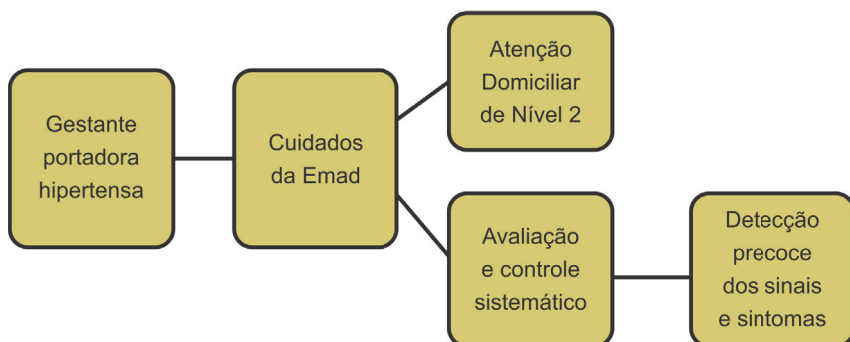 Gestante
portadora
hipertensa
Cuidados
da Emad
Atenção
Domiciliar
de Nível 2
Avaliação
e controle
sistemático
Detecção
precoce
dos sinais
e sintomas